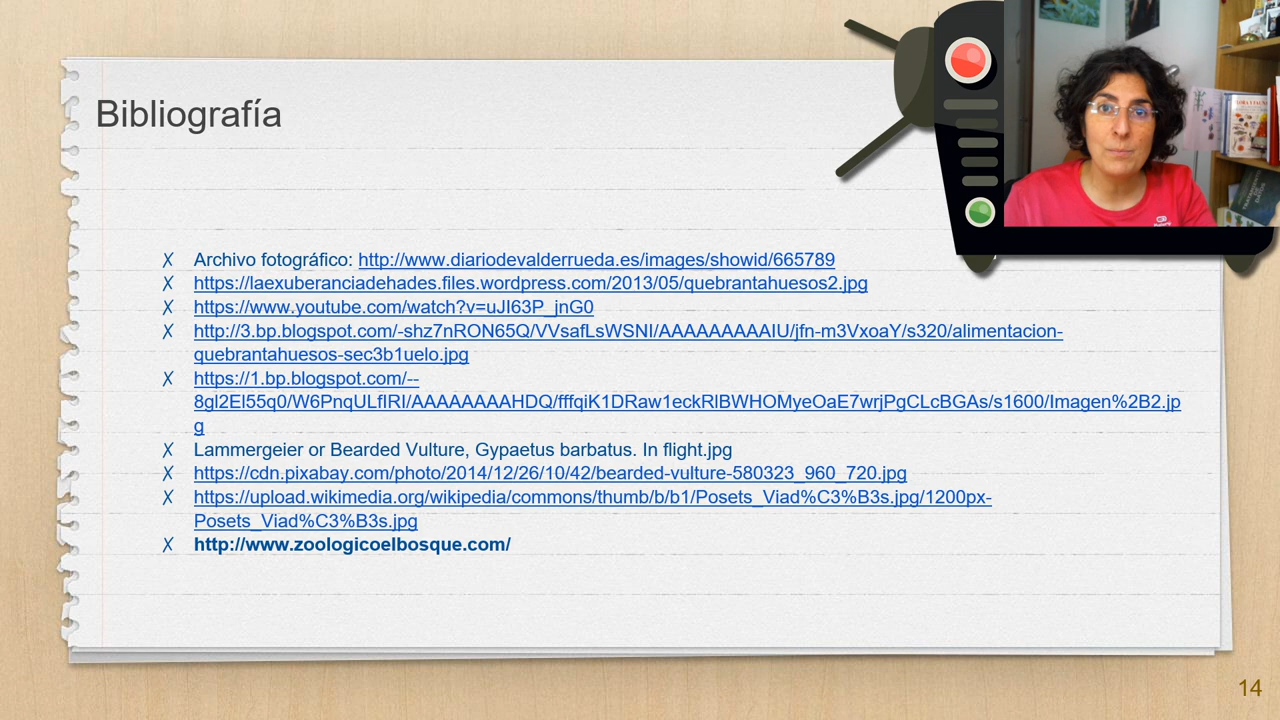 Bibliografía
✗ Archivo fotográfico: http://www.diariodevalderrueda.es/images/showid/665789
✗ https://laexuberanciadehades.files.wordpress.com/2013/05/quebrantahuesos2.jpg
✗ https://www.youtube.com/watch?v=uJI63P_jnG0
✗ http://3.bp.blogspot.com/-shz7nRON65Q/VVsafLsWSNI/AAAAAAAAAIU/jfn-m3VxoaY/s320/alimentacion-
quebrantahuesos-sec3b1uelo.jpg
✗ https://1.bp.blogspot.com/--
8gl2El55q0/W6PnqULflRI/AAAAAAAAHDQ/fffqiK1DRaw1eckRlBWHOMyeOaE7wrjPgCLcBGAs/s1600/Imagen%2B2.jp
g
✗ Lammergeier or Bearded Vulture, Gypaetus barbatus. In flight.jpg
✗ https://cdn.pixabay.com/photo/2014/12/26/10/42/bearded-vulture-580323_960_720.jpg
✗ https://upload.wikimedia.org/wikipedia/commons/thumb/b/b1/Posets_Viad%C3%B3s.jpg/1200px-
Posets_Viad%C3%B3s.jpg
✗ http://www.zoologicoelbosque.com/
14